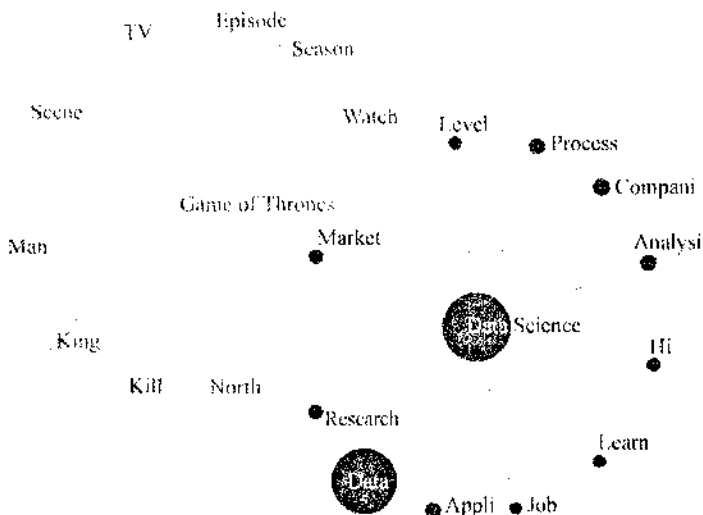 TV
Episode
Season
Scene
Watch
Level
Process
Compani
Game of Thrones
Man
Market
Analysi
King
Data Science
Hi
Kill
North
Research
Learn
Data
Appli
Job